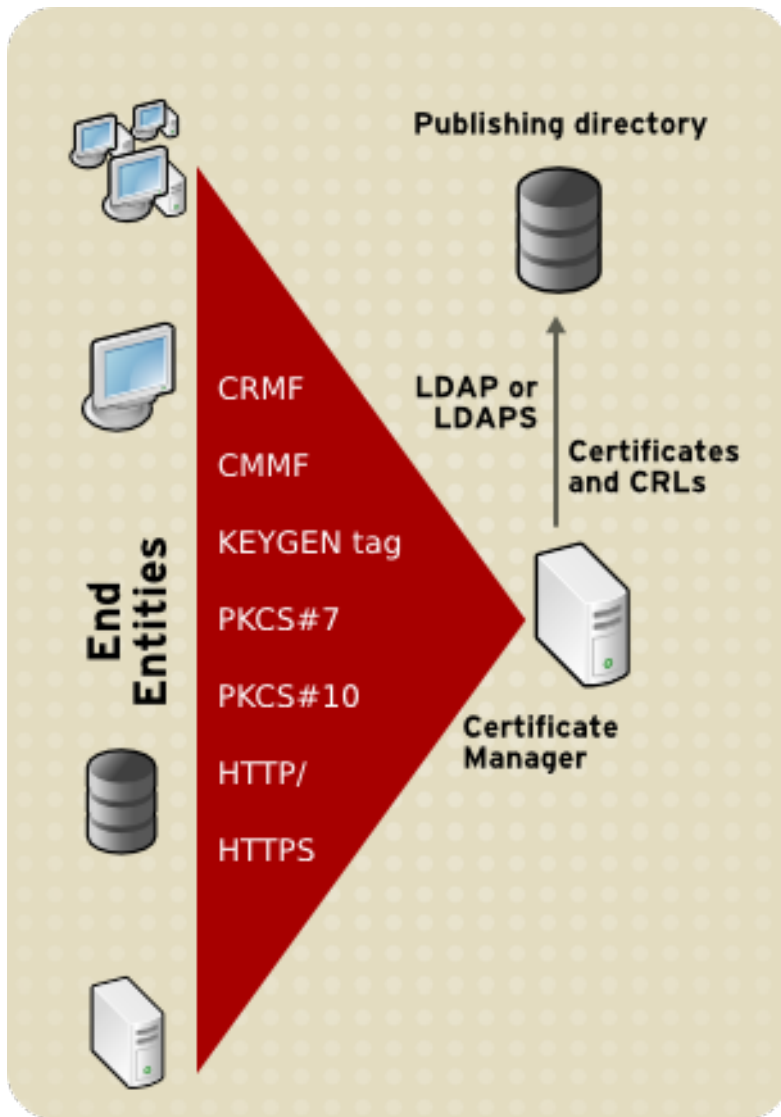 Publishing directory
CRMF
CMMF
KEYGEN tag
PKCS#7
PKCS#10
HTTP/
HTTPS
End
Entities
LDAP or
LDAPS
Certificates
and CRLs
Certificate
Manager